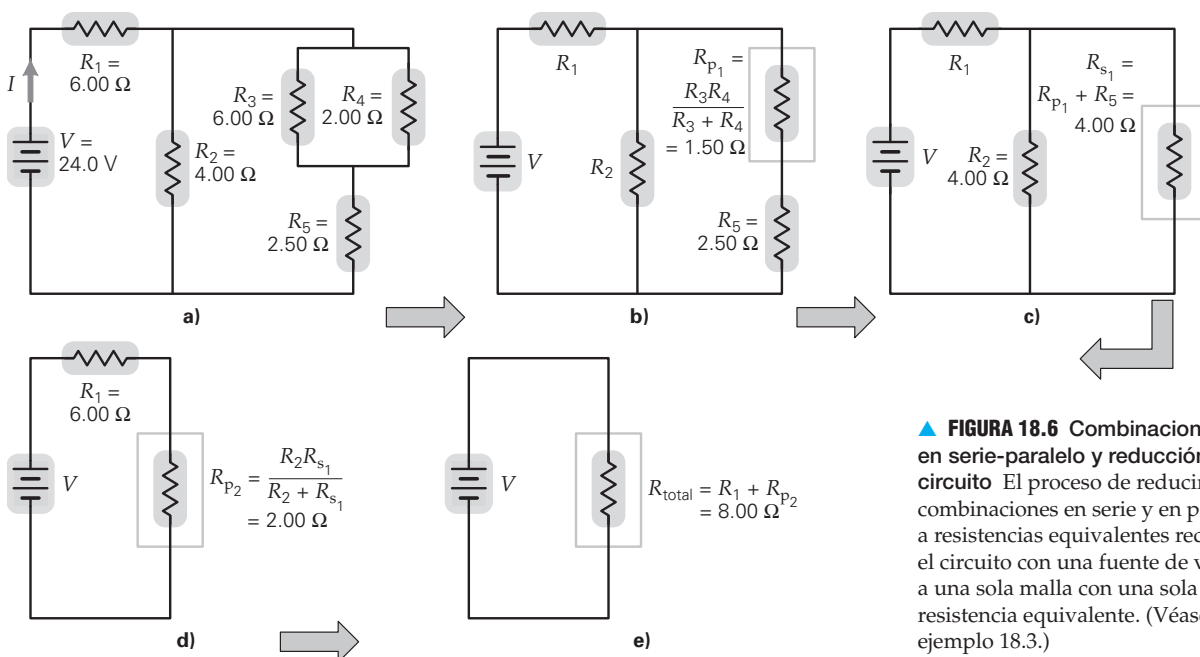 I
R1 =
6.00 Ω
V =
24.0 V
R2 =
4.00 Ω
R3 =
6.00 Ω
R4 =
2.00 Ω
R5 =
2.50 Ω
a)
R1
V
R2
Rp1 =
R3R4
R3 + R4
= 1.50 Ω
R5 =
2.50 Ω
b)
R1
V
R2 =
4.00 Ω
Rs1 =
Rp1 + R5 =
4.00 Ω
c)
R1 =
6.00 Ω
V
Rp2 = R2Rs1
R2 + Rs1
= 2.00 Ω
d)
V
Rtotal = R1 + Rp2
= 8.00 Ω
e)
▲ FIGURA 18.6 Combinacion
en serie-paralelo y reducción
circuito El proceso de reducir
combinaciones en serie y en p
a resistencias equivalentes rec
el circuito con una fuente de v
a una sola malla con una sola
resistencia equivalente. (Véase
ejemplo 18.3.)